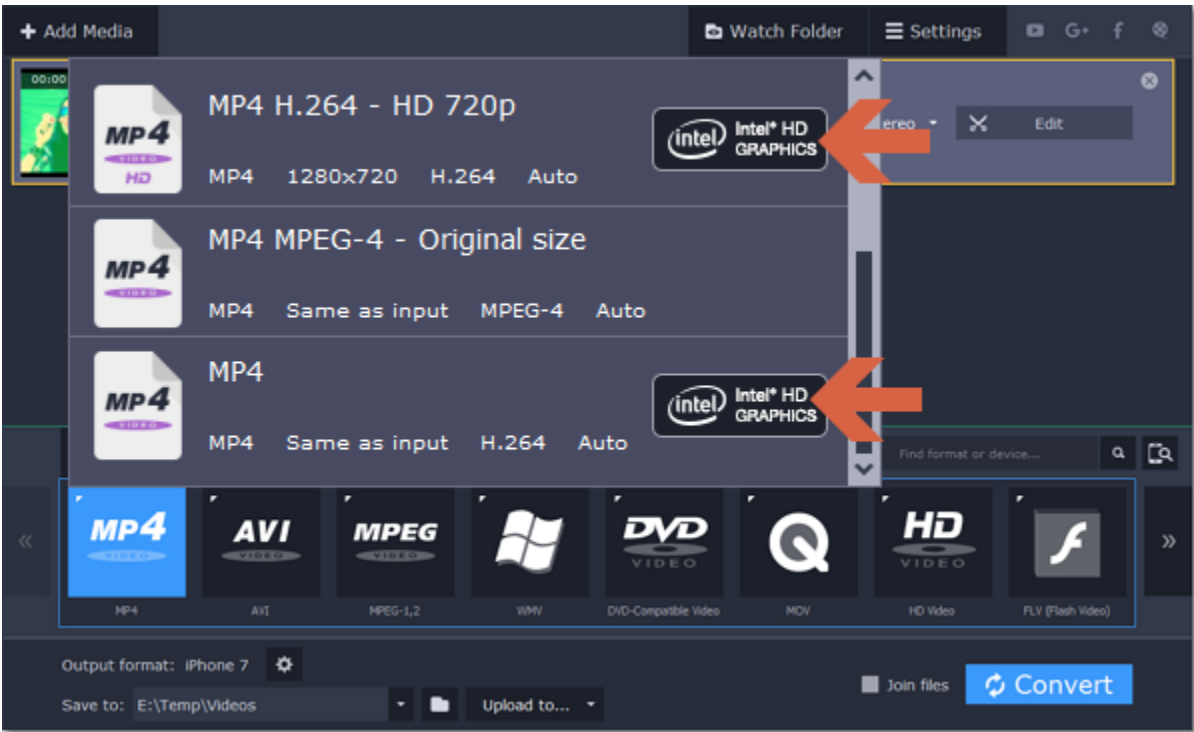 Add Media
Watch Folder
Settings
G+
00:00
MP4 H.264 - HD 720p
MP4 VIDEO HD
intel Intel® HD GRAPHICS
MP4 1280x720 H.264 Auto
ereo
Edit
MP4 MPEG-4 - Original size
MP4 VIDEO
MP4 Same as input MPEG-4 Auto
MP4
MP4 VIDEO
intel Intel® HD GRAPHICS
MP4 Same as input H.264 Auto
Find format or device....
MP4 VIDEO
AVI VIDEO
MPEG VIDEO
DVD VIDEO
HD VIDEO
MP4
AVI
MPEG-1,2
WMV
DVD-Compatible Video
MOV
HD Video
FLV (Flash Video)
Output format: iPhone 7
Join files
Convert
Save to: E:\Temp\Videos
Upload to...